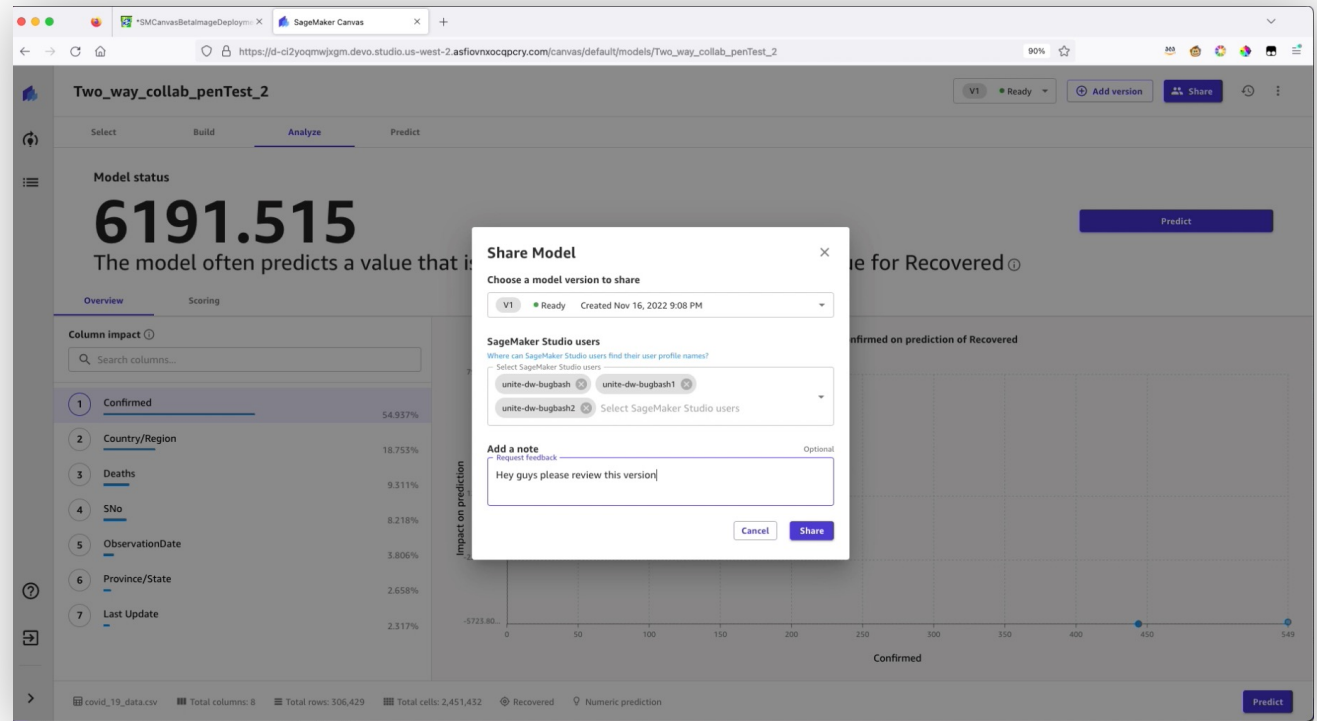 *SMCanvasBetaImageDeployme
SageMaker Canvas
https://d-ci2yoqmwjxgm.devo.studio.us-west-2.asfiovnxocqpcry.com/canvas/default/models/Two_way_collab_penTest_2
90%
Two_way_collab_penTest_2
V1 Ready
Add version
Share
Select
Build
Analyze
Predict
Model status
6191.515
Predict
The model often predicts a value that i
ue for Recovered
Overview
Scoring
Column impact
Search columns...
1 Confirmed 54.937%
2 Country/Region 18.753%
3 Deaths 9.311%
4 SNo 8.218%
5 ObservationDate 3.806%
6 Province/State 2.658%
7 Last Update 2.317%
Share Model
Choose a model version to share
V1 Ready Created Nov 16, 2022 9:08 PM
SageMaker Studio users
Where can SageMaker Studio users find their user profile names?
Select SageMaker Studio users
unite-dw-bugbash unite-dw-bugbash1
unite-dw-bugbash2 Select SageMaker Studio users
Add a note Optional
Request feedback
Hey guys please review this version
Cancel Share
nfirmed on prediction of Recovered
Impact on prediction
-5723.80...
0 50 100 150 200 250 300 350 400 450 549
Confirmed
covid_19_data.csv Total columns: 8 Total rows: 306,429 Total cells: 2,451,432 Recovered Numeric prediction
Predict